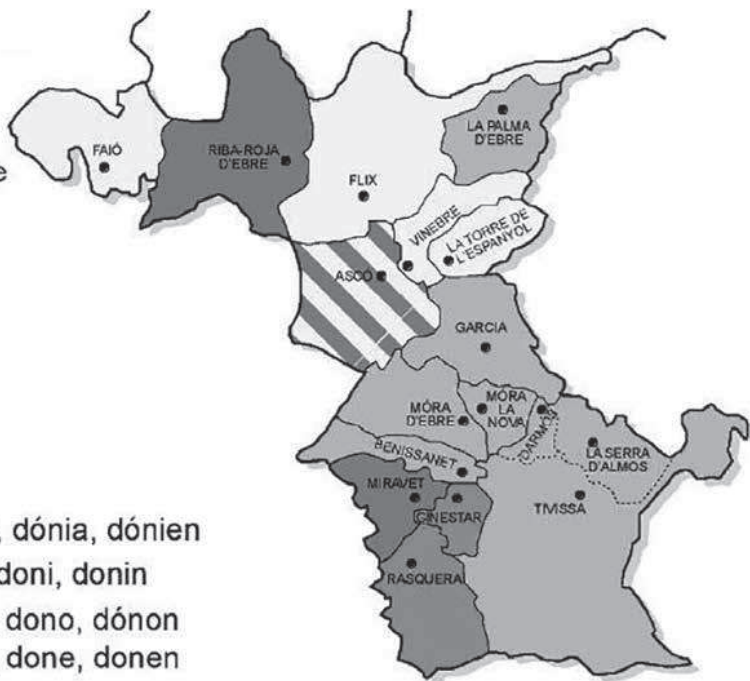 FAIÓ
e
RIBA-ROJA
D'EBRE
FLIX
LA PALMA
D'EBRE
VINEBRE
LA TORRE DE
L'ESPANYOL
ASCÓ
GARCIA
MÓRA
D'EBRE
MÓRA
LA
NOVA
DARMÓS
LA SERRA
D'ALMOS
BENISSANET
MIRAVET
GINESTAR
TIVISSA
RASQUERA
, dónia, dónien
doni, donin
dono, dónon
done, donen